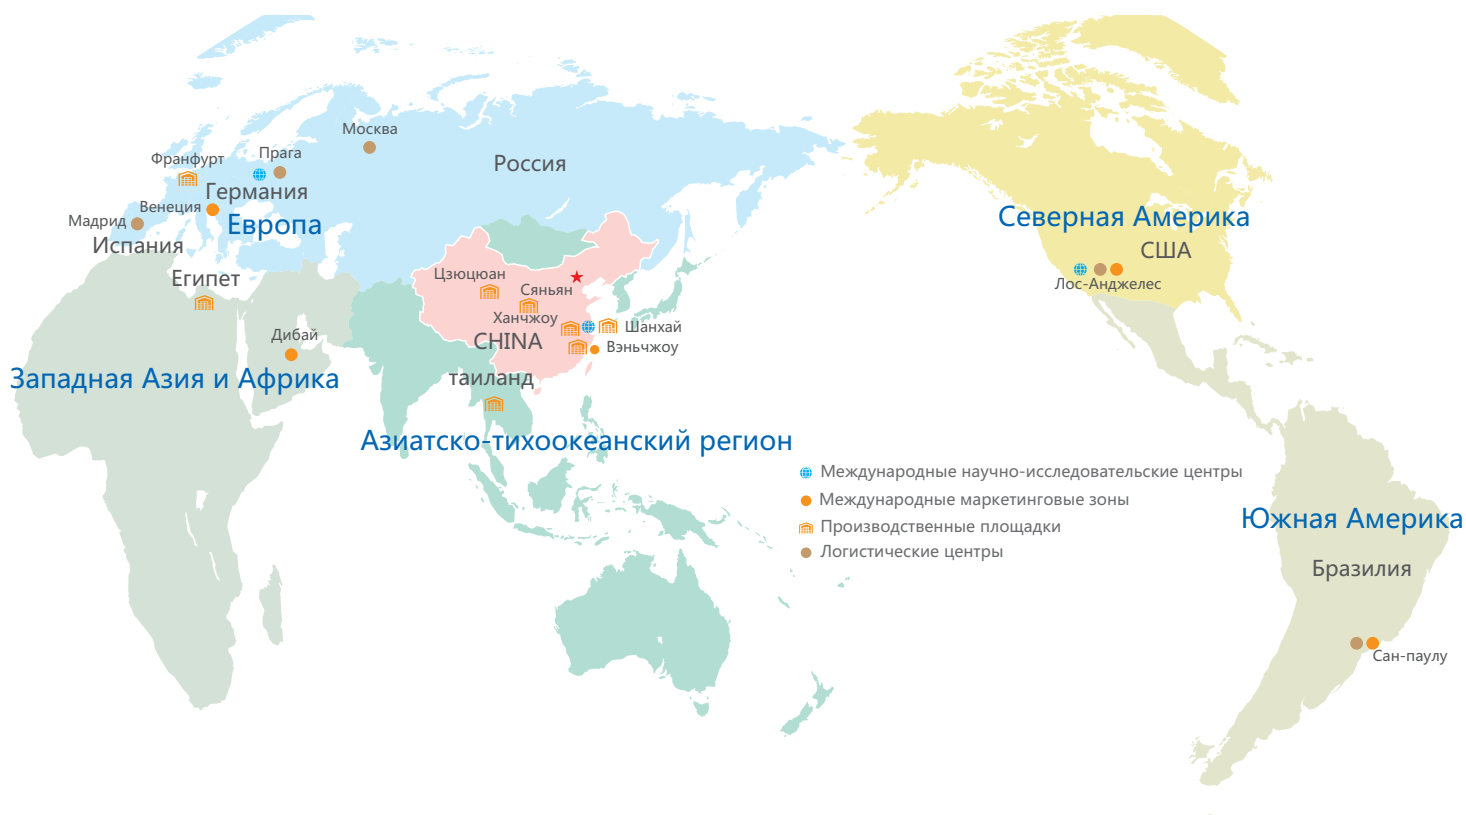 Москва
Франфурт
Прага
Россия
Германия
Венеция
Мадрид
Европа
Испания
Египет
Северная Америка
США
Лос-Анджелес
Цзюцюан
Сяньян
Ханчжоу
Шанхай
CHINA
Вэньчжоу
Дибай
Западная Азия и Африка
таиланд
Азиатско-тихоокеанский регион
Международные научно-исследовательские центры
Международные маркетинговые зоны
Производственные площадки
Логистические центры
Южная Америка
Бразилия
Сан-паулу